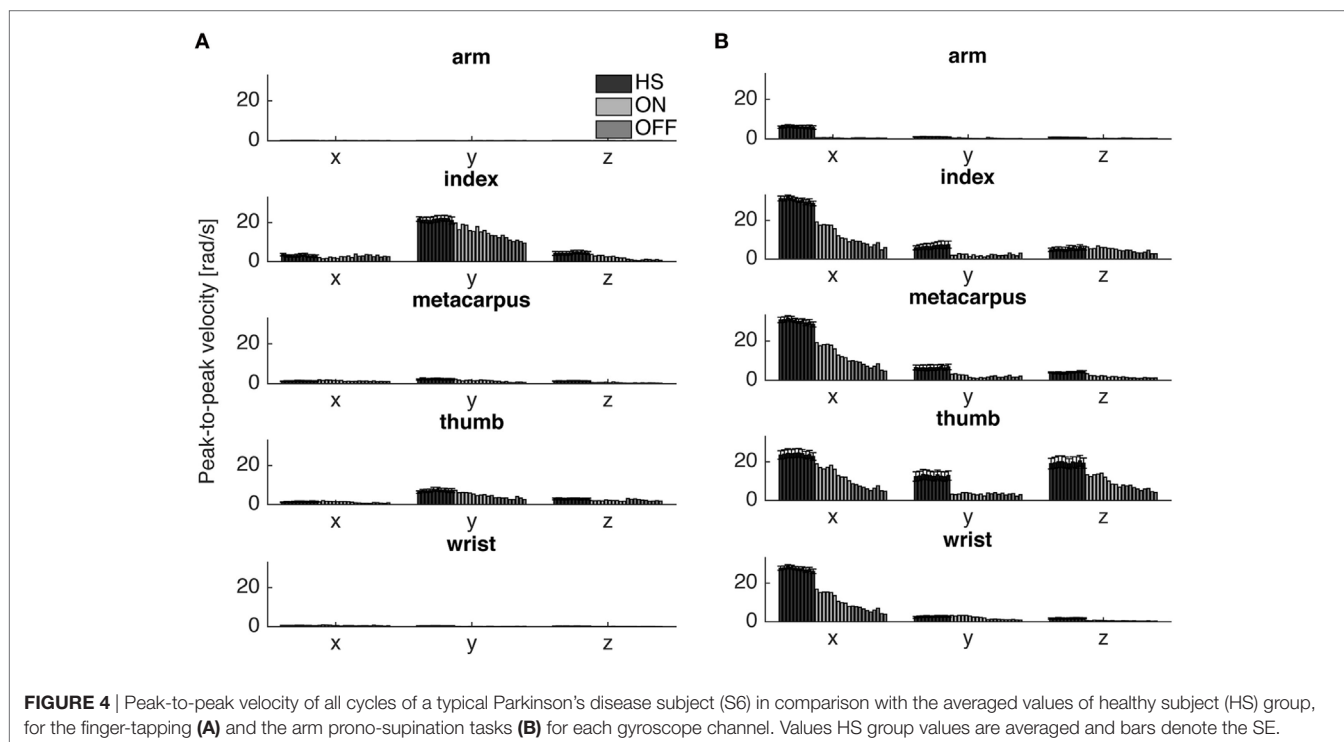 A
arm
20
0
x y z
HS
ON
OFF
index
20
0
x y z
metacarpus
20
0
x y z
thumb
20
0
x y z
wrist
20
0
x y z
Peak-to-peak velocity [rad/s]
B
arm
20
0
x y z
index
20
0
x y z
metacarpus
20
0
x y z
thumb
20
0
x y z
wrist
20
0
x y z
FIGURE 4 | Peak-to-peak velocity of all cycles of a typical Parkinson's disease subject (S6) in comparison with the averaged values of healthy subject (HS) group,
for the finger-tapping (A) and the arm prono-supination tasks (B) for each gyroscope channel. Values HS group values are averaged and bars denote the SE.